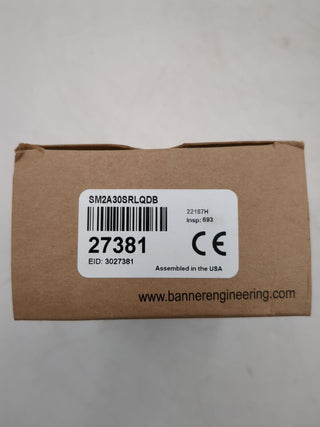 SM2A30SRLQDB
22187H
Insp: 693
27381
CE
EID: 3027381
Assembled in the USA
www.bannerengineering.com